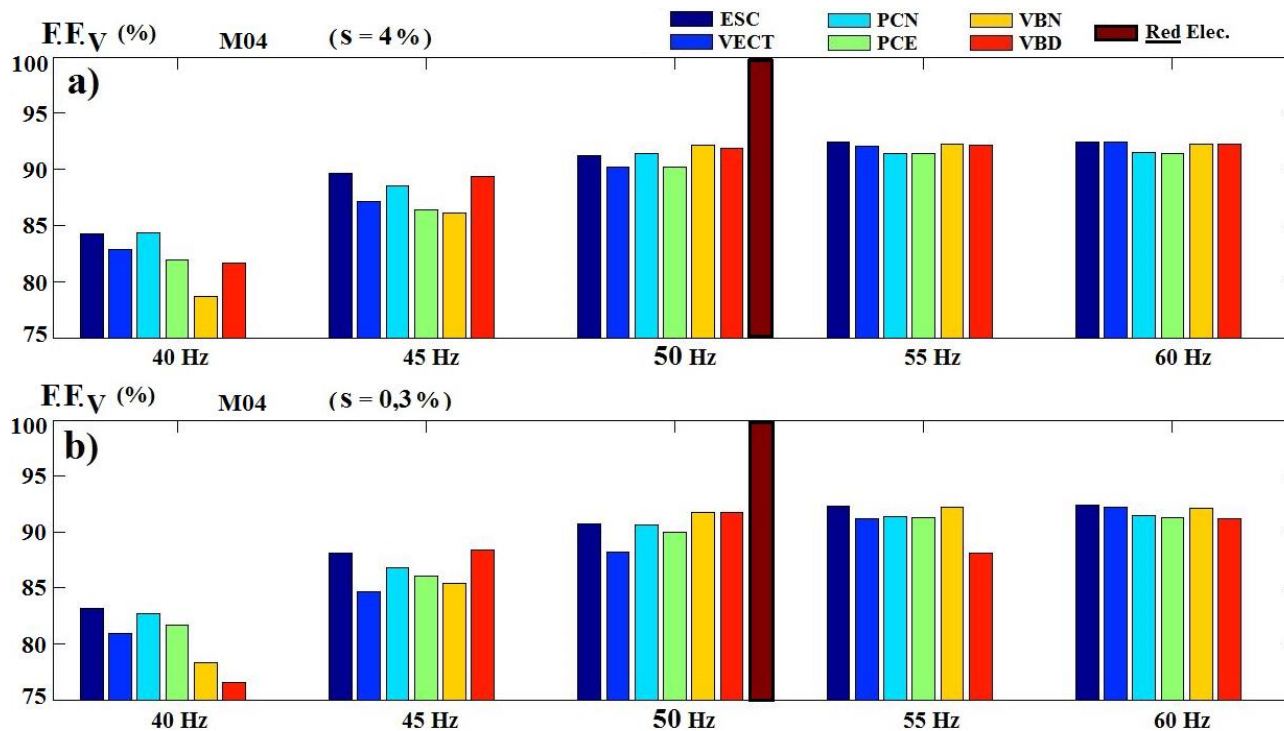 F.F.V (%) M04 (s = 4%)
ESC PCN VBN Red Elec.
VECT PCE VBD
a)
100
95
90
85
80
75
40 Hz 45 Hz 50 Hz 55 Hz 60 Hz
F.F.V (%) M04 (s = 0,3%)
b)
100
95
90
85
80
75
40 Hz 45 Hz 50 Hz 55 Hz 60 Hz